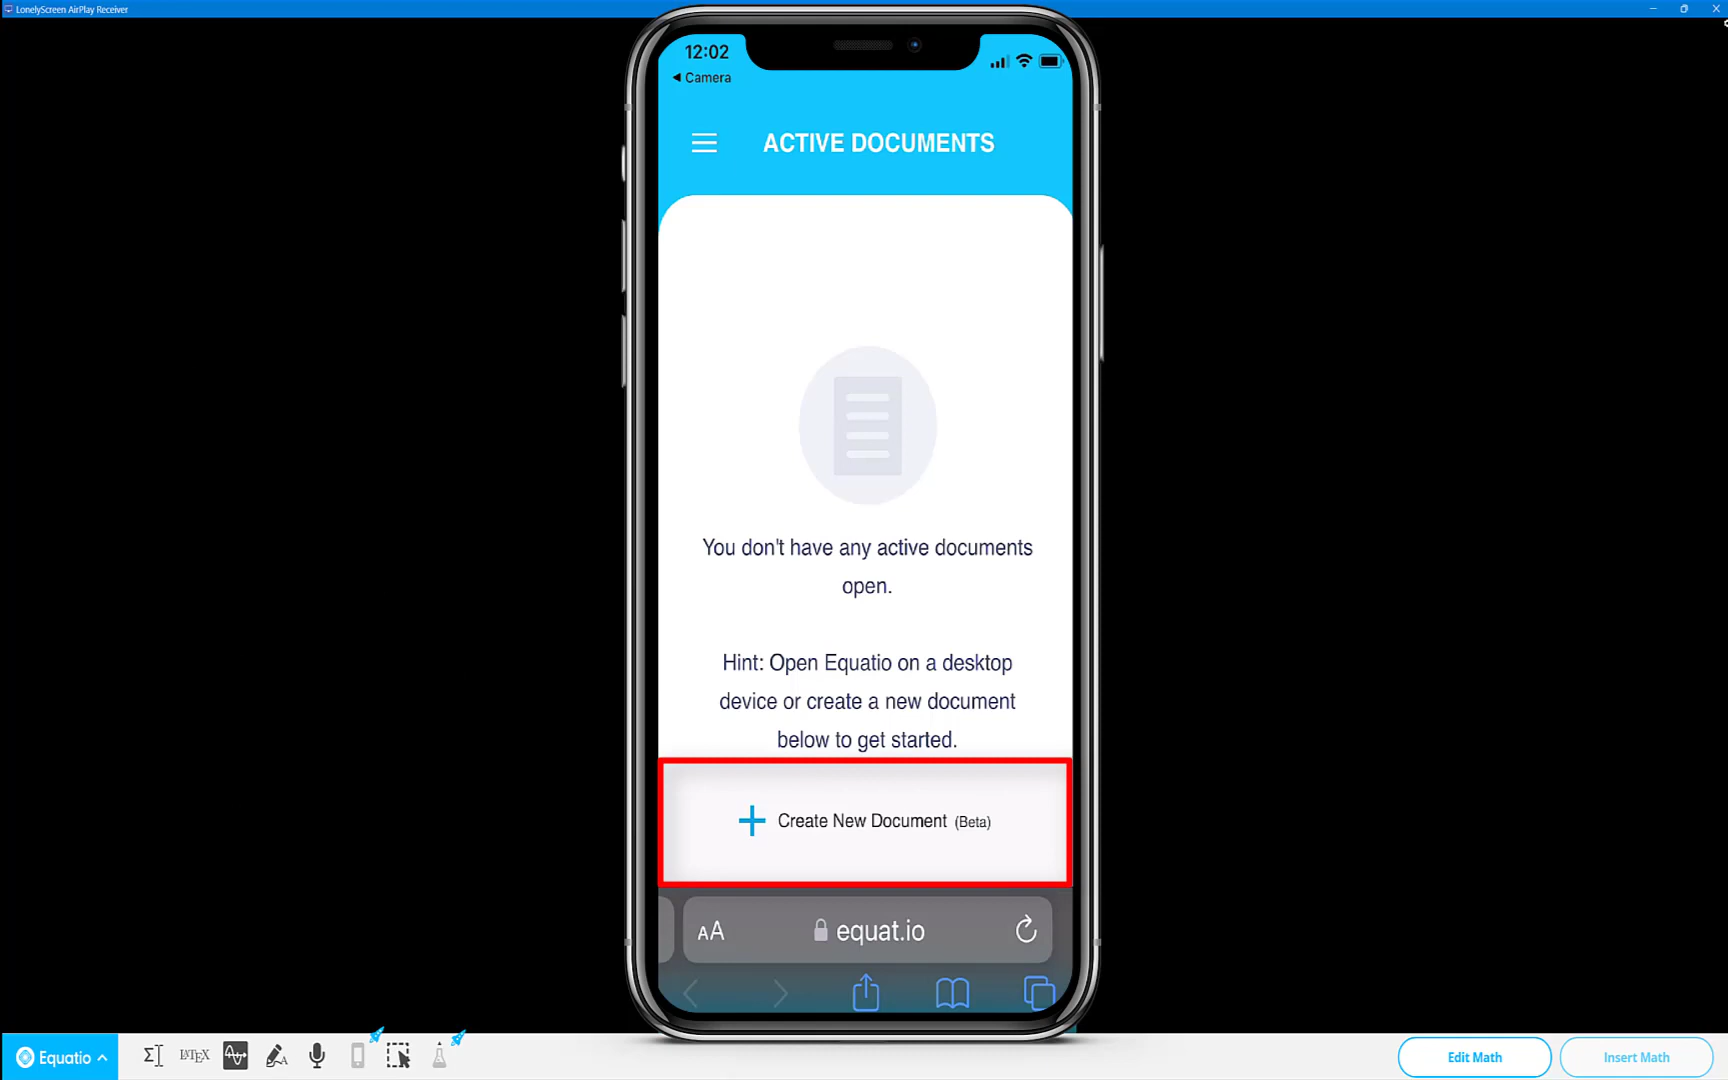 LonelyScreen AirPlay Receiver
12:02
Camera
ACTIVE DOCUMENTS
You don't have any active documents
open.
Hint: Open Equatio on a desktop
device or create a new document
below to get started.
Create New Document (Beta)
AA equat.io
Equatio LATEX Edit Math Insert Math